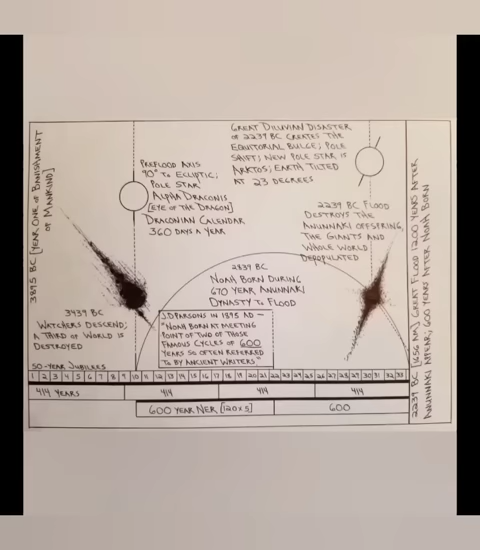 3895 BC [YEAR ONE OF BANISHMENT
OF MANKIND]
PREFLOOD AXIS
90° TO ECLIPTIC;
POLE STAR
ALPHA DRACONIS
[EYE OF THE DRAGON]
DRACONIAN CALENDAR
360 DAYS A YEAR
GREAT DILUVIAN DISASTER
OF 2239 BC CREATES THE
EQUITORIAL BULGE; POLE
SHIFT; NEW POLE STAR IS
ARKTOS; EARTH TILTED
AT 23 DEGREES
2239 BC FLOOD
DESTROYS THE
ANUNNAKI OFFSPRING,
THE GIANTS AND
WHOLE WORLD
DEPOPULATED
2839 BC
NOAH BORN DURING
670 YEAR ANUNNAKI
DYNASTY TO FLOOD
3439 BC
WATCHERS DESCEND;
A THIRD OF WORLD IS
DESTROYED
J.D. PARSONS IN 1895 AD—
"NOAH BORN AT MEETING
POINT OF TWO OF THOSE
FAMOUS CYCLES OF 600
YEARS SO OFTEN REFERRED
TO BY ANCIENT WRITERS"
50-YEAR JUBILEES
1 2 3 4 5 6 7 8 9 10 11 12 13 14 15 16 17 18 19 20 21 22 23 24 25 26 27 28 29 30 31 32 33
414 YEARS 414 414 414
600 YEAR NER [120x5] 600
2239 BC [1656 AM] GREAT FLOOD 1200 YEARS AFTER
ANUNNAKI APPEAR; 600 YEARS AFTER NOAH BORN